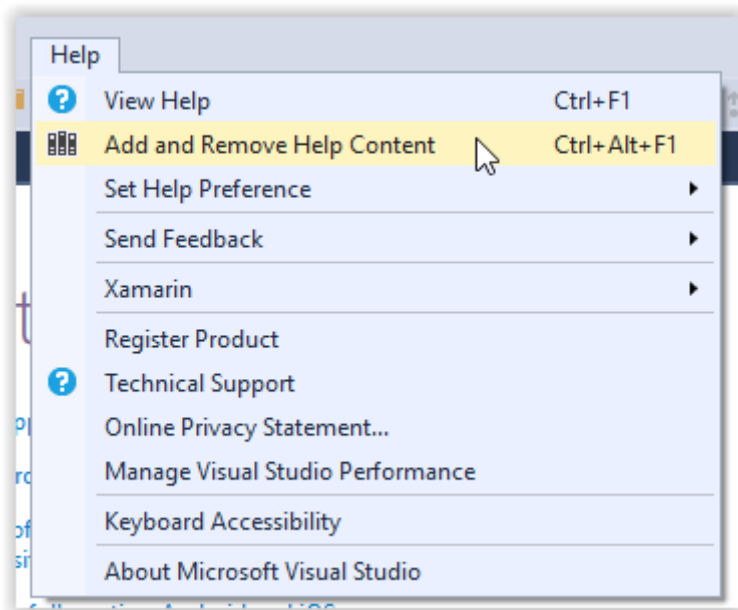 Help
View Help Ctrl+F1
Add and Remove Help Content Ctrl+Alt+F1
Set Help Preference
Send Feedback
Xamarin
Register Product
Technical Support
Online Privacy Statement...
Manage Visual Studio Performance
Keyboard Accessibility
About Microsoft Visual Studio